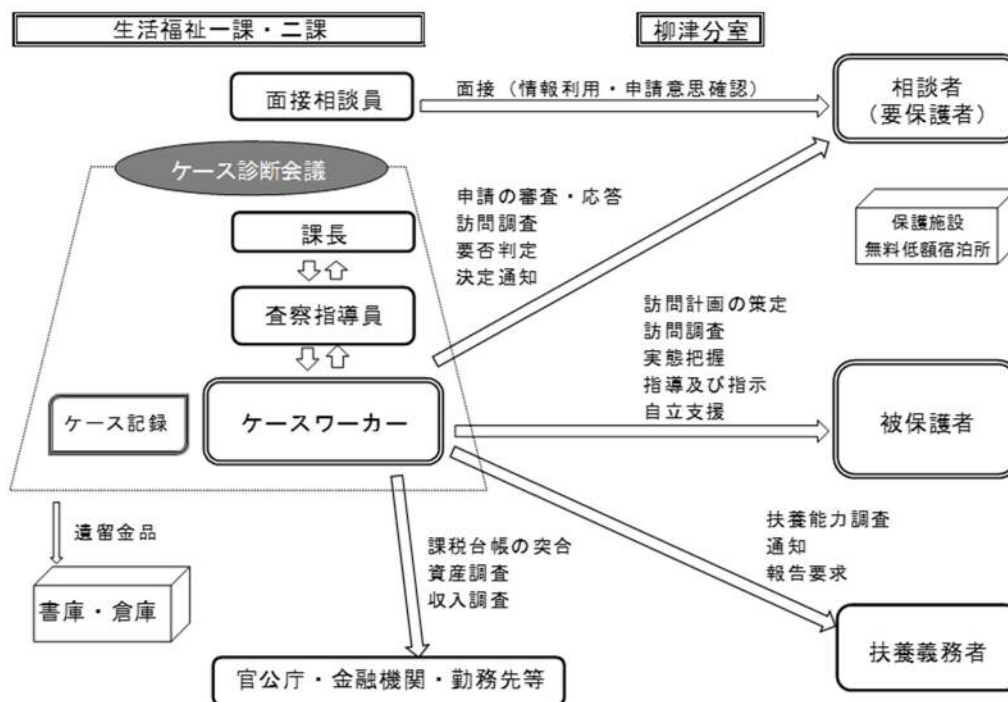 生活福祉一課・二課
柳津分室
面接相談員
面接（情報利用・申請意思確認）
相談者
（要保護者）
ケース診断会議
申請の審査・応答
訪問調査
要否判定
決定通知
課長
保護施設
無料低額宿泊所
査察指導員
訪問計画の策定
訪問調査
実態把握
指導及び指示
自立支援
ケース記録
ケースワーカー
被保護者
遺留金品
課税台帳の突合
資産調査
収入調査
扶養能力調査
通知
報告要求
書庫・倉庫
官公庁・金融機関・勤務先等
扶養義務者